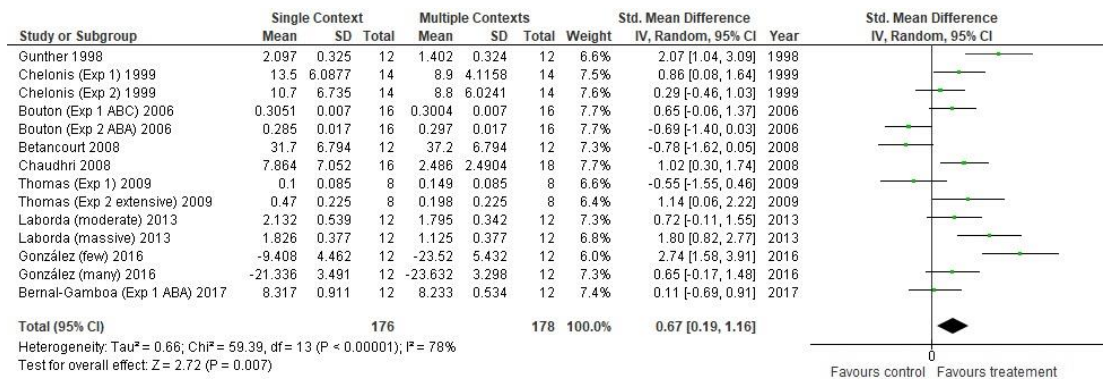 Single Context Multiple Contexts Std. Mean Difference Std. Mean Difference
Study or Subgroup Mean SD Total Mean SD Total Weight IV, Random, 95% CI Year IV, Random, 95% CI
Gunther 1998 2.097 0.325 12 1.402 0.324 12 6.6% 2.07 [1.04, 3.09] 1998
Chelonis (Exp 1) 1999 13.5 6.0877 14 8.9 4.1158 14 7.5% 0.86 [0.08, 1.64] 1999
Chelonis (Exp 2) 1999 10.7 6.735 14 8.8 6.0241 14 7.6% 0.29 [-0.46, 1.03] 1999
Bouton (Exp 1 ABC) 2006 0.3051 0.007 16 0.3004 0.007 16 7.7% 0.65 [-0.06, 1.37] 2006
Bouton (Exp 2 ABA) 2006 0.285 0.017 16 0.297 0.017 16 7.7% -0.69 [-1.40, 0.03] 2006
Betancourt 2008 31.7 6.794 12 37.2 6.794 12 7.3% -0.78 [-1.62, 0.05] 2008
Chaudhri 2008 7.864 7.052 16 2.486 2.4904 18 7.7% 1.02 [0.30, 1.74] 2008
Thomas (Exp 1) 2009 0.1 0.085 8 0.149 0.085 8 6.6% -0.55 [-1.55, 0.46] 2009
Thomas (Exp 2 extensive) 2009 0.47 0.225 8 0.198 0.225 8 6.4% 1.14 [0.06, 2.22] 2009
Laborda (moderate) 2013 2.132 0.539 12 1.795 0.342 12 7.3% 0.72 [-0.11, 1.55] 2013
Laborda (massive) 2013 1.826 0.377 12 1.125 0.377 12 6.8% 1.80 [0.82, 2.77] 2013
González (few) 2016 -9.408 4.462 12 -23.52 5.432 12 6.0% 2.74 [1.58, 3.91] 2016
González (many) 2016 -21.336 3.491 12 -23.632 3.298 12 7.3% 0.65 [-0.17, 1.48] 2016
Bernal-Gamboa (Exp 1 ABA) 2017 8.317 0.911 12 8.233 0.534 12 7.4% 0.11 [-0.69, 0.91] 2017
Total (95% CI) 176 178 100.0% 0.67 [0.19, 1.16]
Heterogeneity: Tau² = 0.66; Chi² = 59.39, df = 13 (P < 0.00001); I² = 78%
Test for overall effect: Z = 2.72 (P = 0.007)
0
Favours control Favours treatement